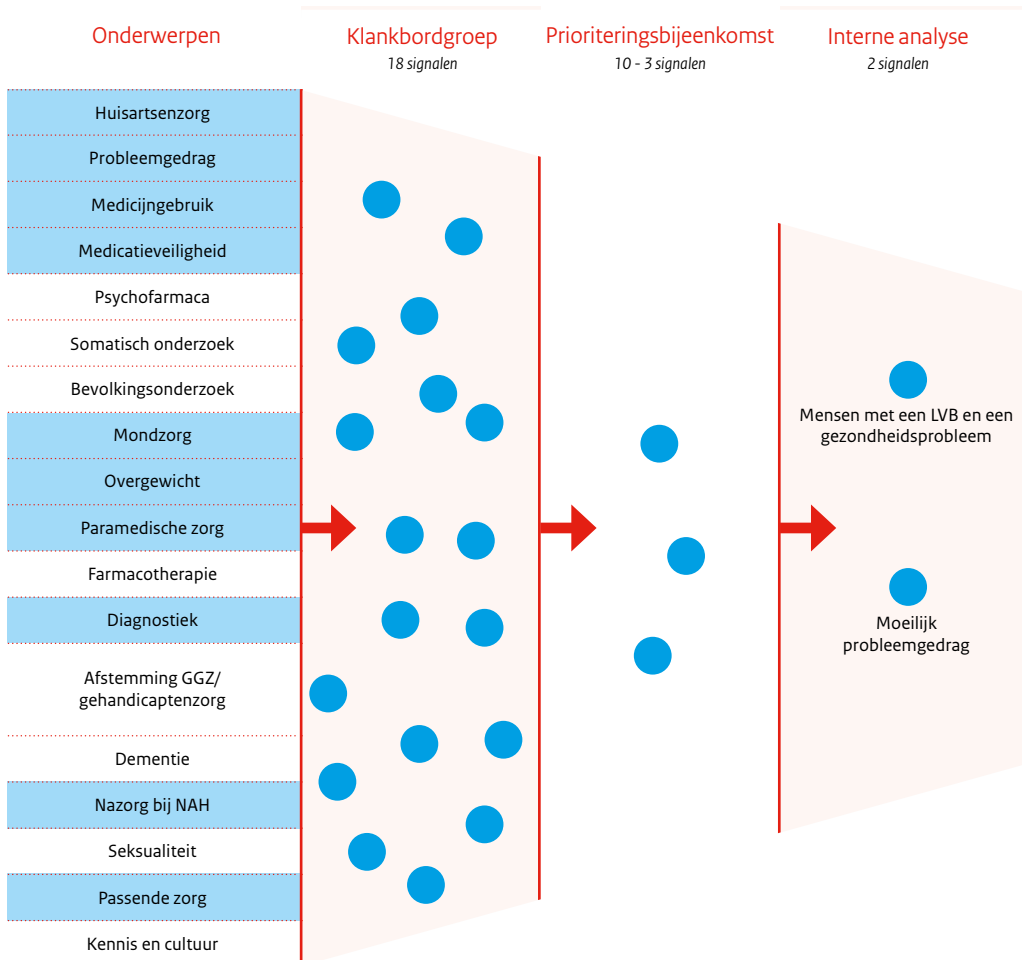 Onderwerpen
Klankbordgroep
18 signalen
Prioriteringsbijeenkomst
10 - 3 signalen
Interne analyse
2 signalen
Huisartsenzorg
Probleemgedrag
Medicijngebruik
Medicatieveiligheid
Psychofarmaca
Somatisch onderzoek
Bevolkingsonderzoek
Mondzorg
Overgewicht
Paramedische zorg
Farmacotherapie
Diagnostiek
Afstemming GGZ/
gehandicaptenzorg
Dementie
Nazorg bij NAH
Seksualiteit
Passende zorg
Kennis en cultuur
Mensen met een LVB en een
gezondheidsprobleem
Moeilijk
probleemgedrag